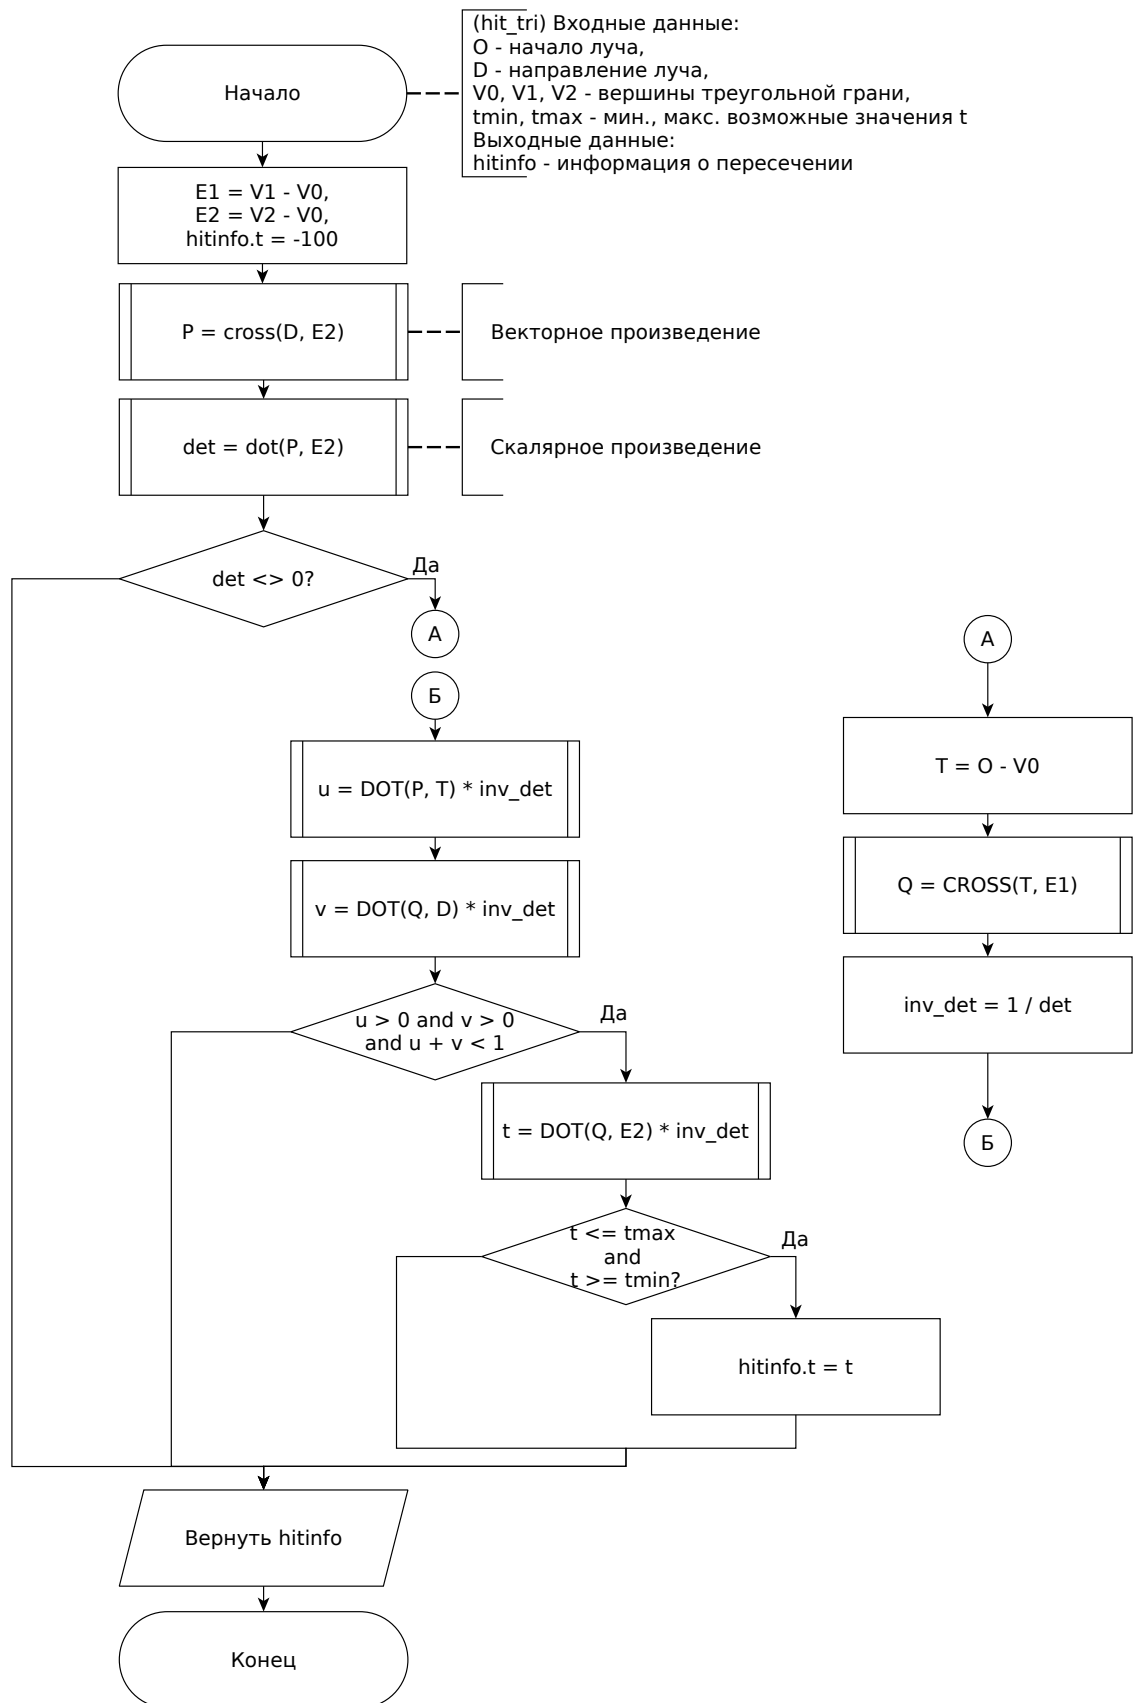 (hit_tri) Входные данные:
O - начало луча,
D - направление луча,
V0, V1, V2 - вершины треугольной грани,
tmin, tmax - мин., макс. возможные значения t
Выходные данные:
hitinfo - информация о пересечении
Начало
E1 = V1 - V0,
E2 = V2 - V0,
hitinfo.t = -100
P = cross(D, E2)
Векторное произведение
det = dot(P, E2)
Скалярное произведение
det <> 0?
Да
А
Б
u = DOT(P, T) * inv_det
v = DOT(Q, D) * inv_det
u > 0 and v > 0
and u + v < 1
Да
t = DOT(Q, E2) * inv_det
t <= tmax
and
t >= tmin?
Да
hitinfo.t = t
Вернуть hitinfo
Конец
А
T = O - V0
Q = CROSS(T, E1)
inv_det = 1 / det
Б